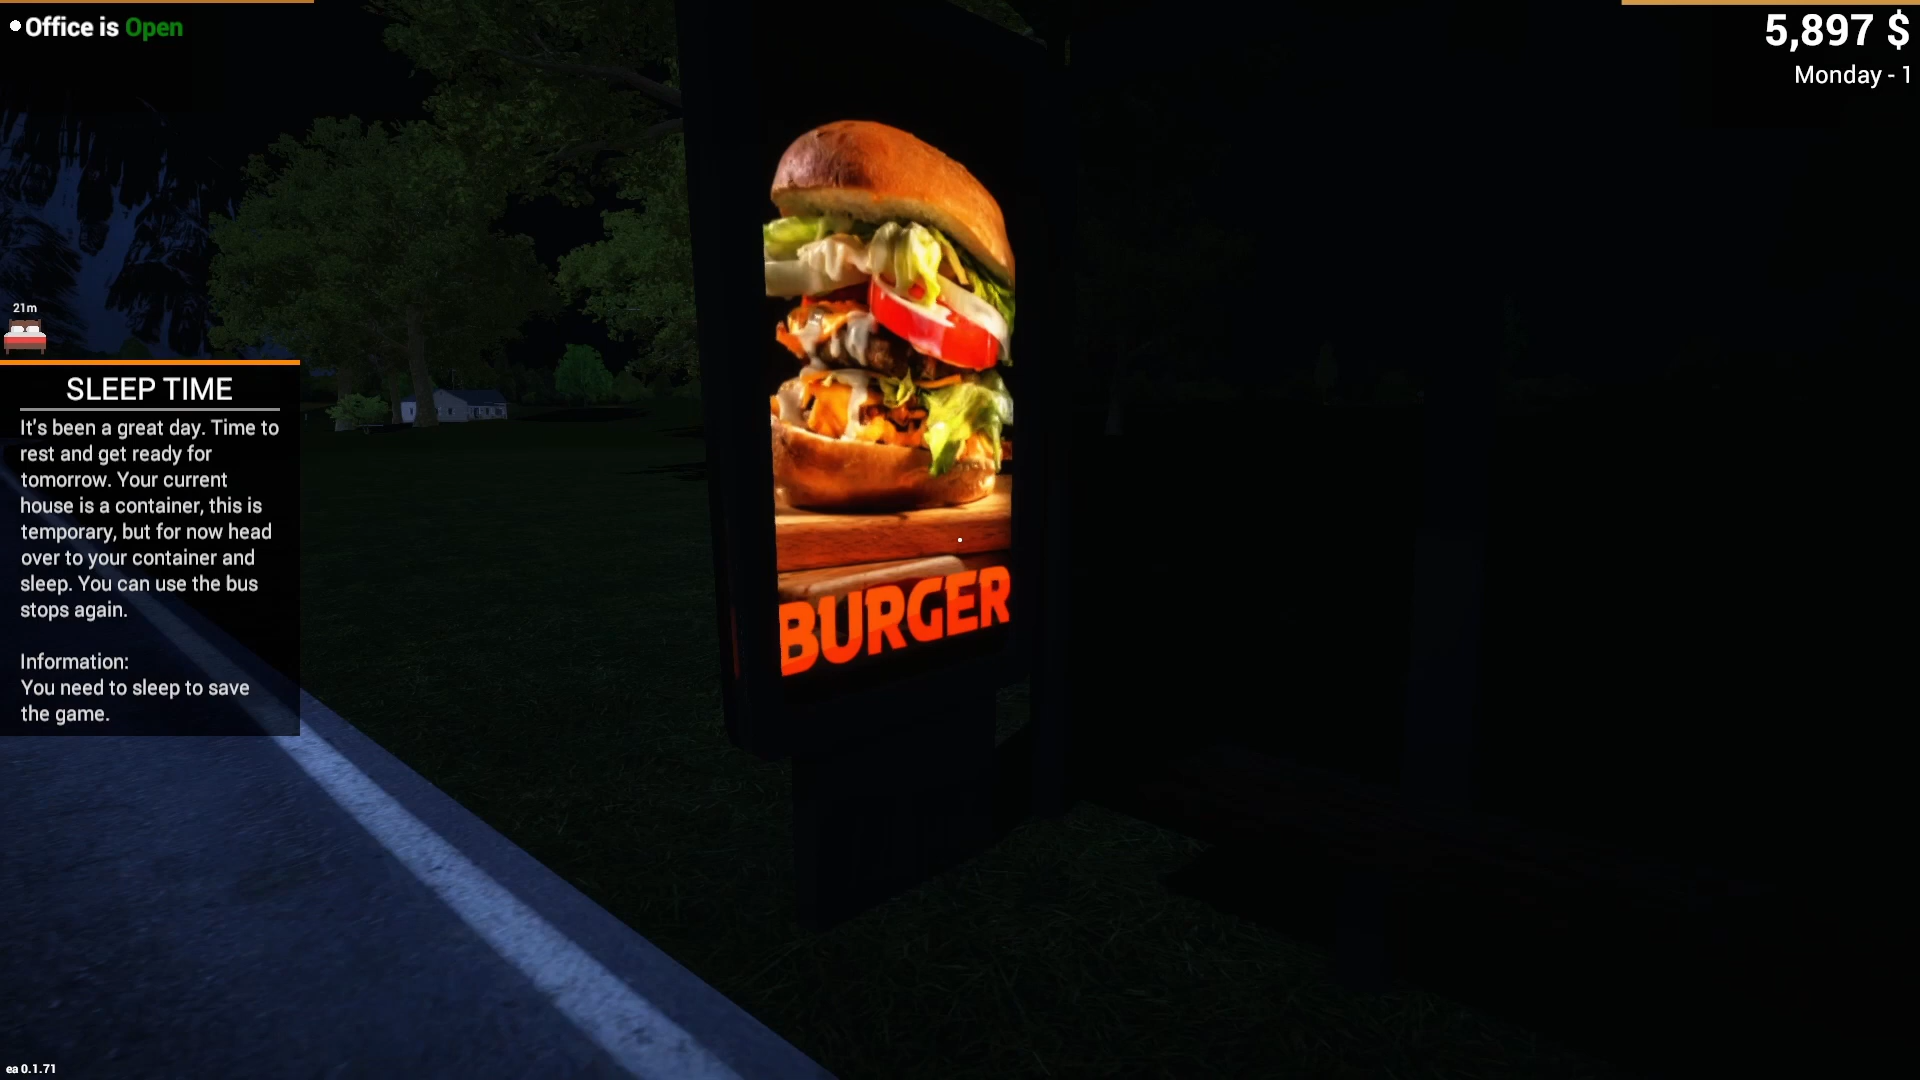 Office is Open
5,897 $
Monday - 1
21m
SLEEP TIME
It's been a great day. Time to
rest and get ready for
tomorrow. Your current
house is a container, this is
temporary, but for now head
over to your container and
sleep. You can use the bus
stops again.
Information:
You need to sleep to save
the game.
BURGER
ea 0.1.71